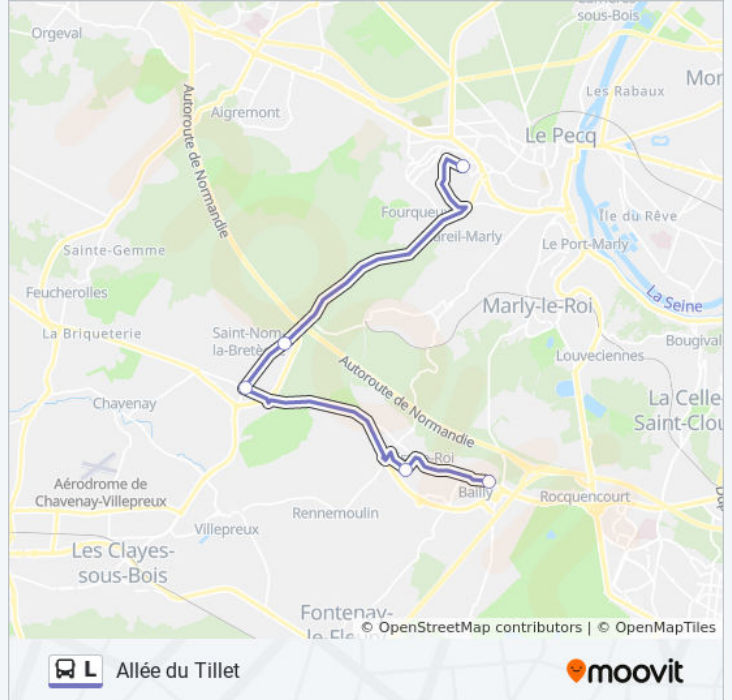 Orgeval
sous-Bois
Les Rabaux
Aigremont
Le Pecq
Autoroute de Normandie
Île du Rêve
Sainte-Gemme
Le Port-Marly
Feucherolles
La Seine
Marly-le-Roi
La Briqueterie
Saint-Nom-
la-Bretèc
Bougival
Louveciennes
Autoroute de Normandie
Chavenay
La Celle-
Saint-Clou
Aérodrome de
Chavenay-Villepreux
Bailly
Rocquencourt
Rennemoulin
Villepreux
Les Clayes-
sous-Bois
Fontenay-
© OpenStreetMap contributors | © OpenMapTiles
L Allée du Tillet
moovit